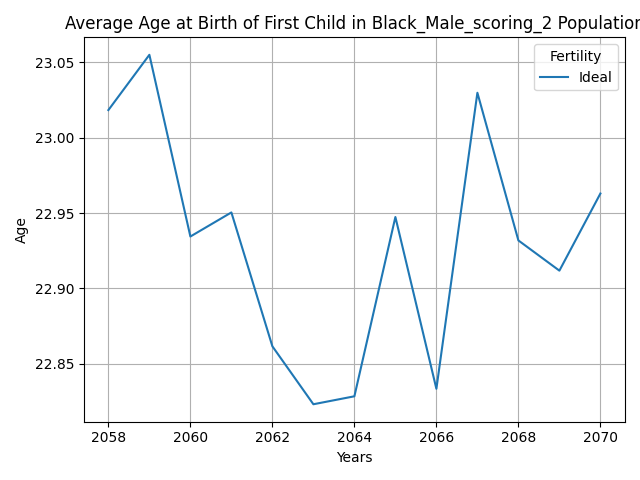 Average Age at Birth of First Child in Black_Male_scoring_2 Population
23.05
23.00
22.95
22.90
22.85
Age
Fertility
Ideal
2058 2060 2062 2064 2066 2068 2070
Years